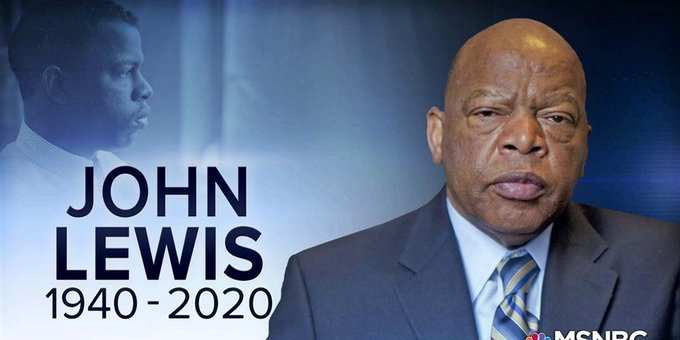 JOHN
LEWIS
1940 - 2020
MSNBC